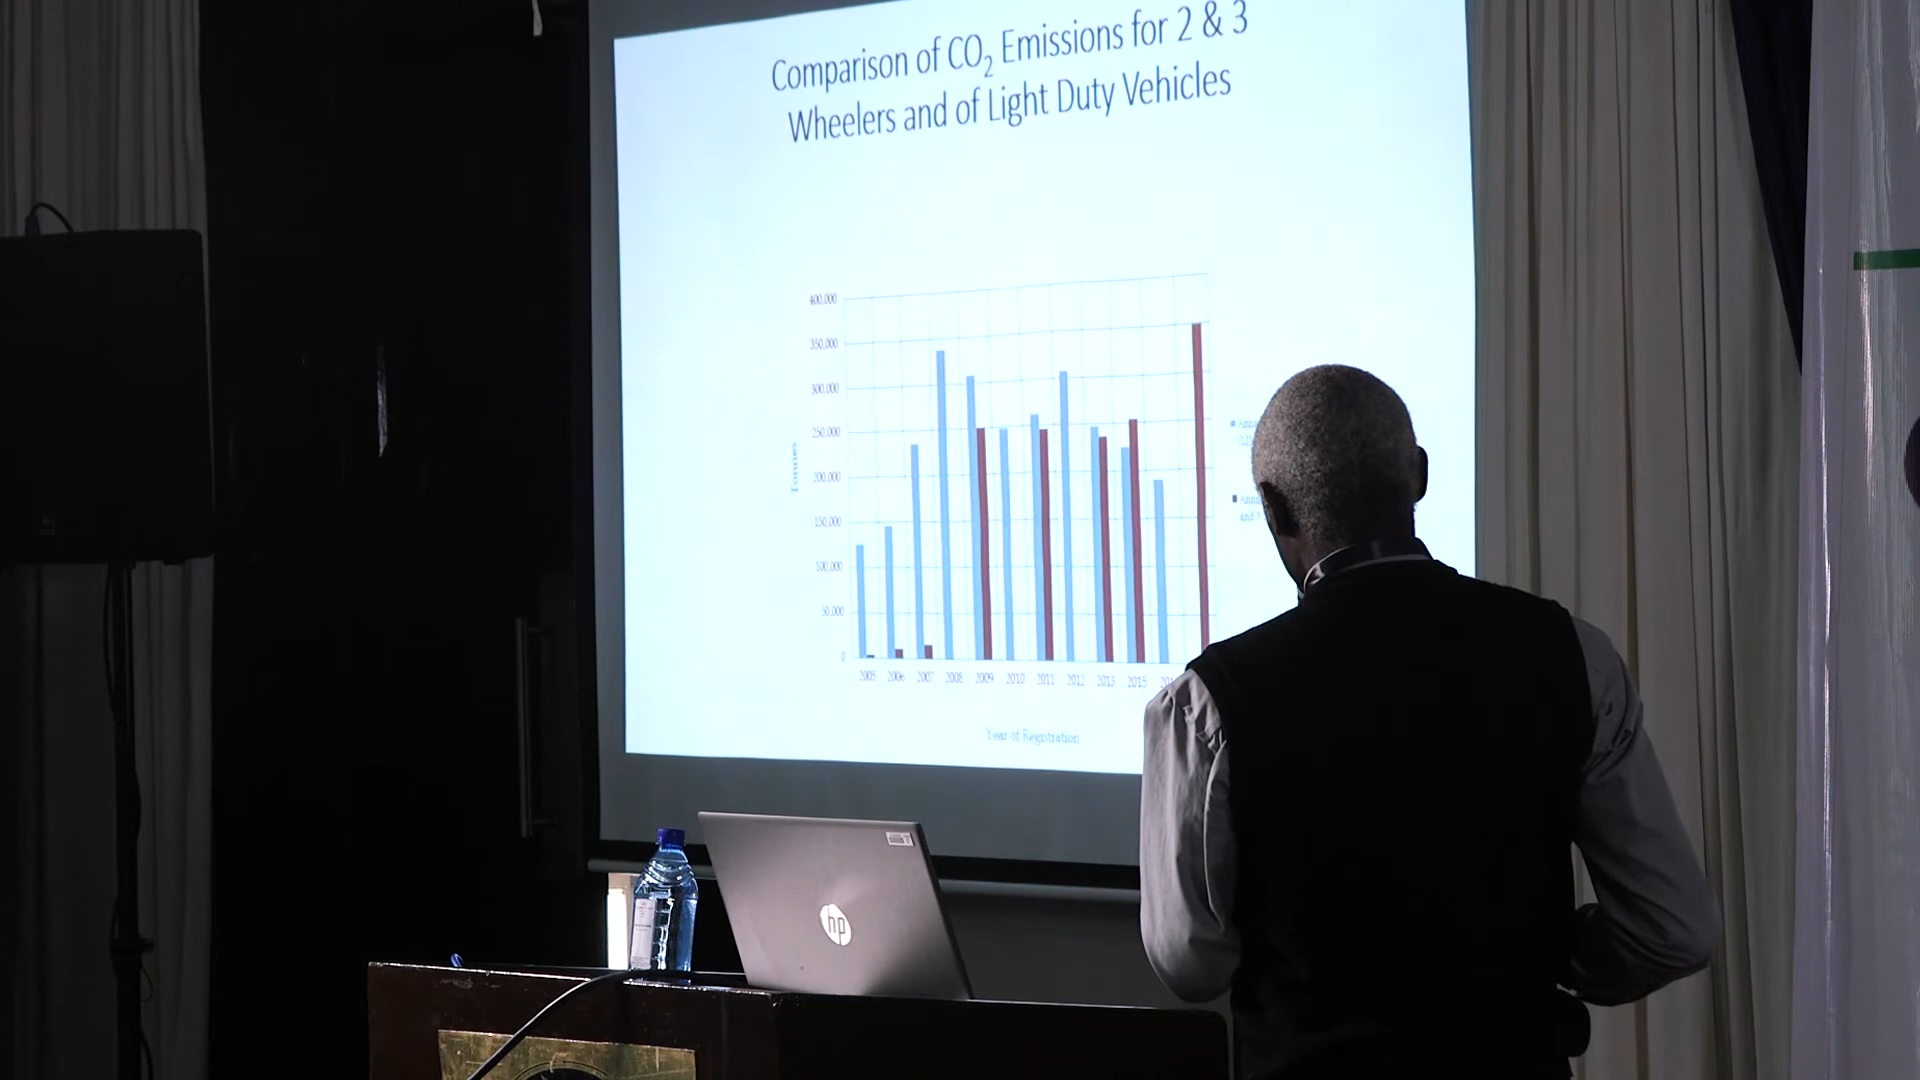 Comparison of CO2 Emissions for 2 & 3
Wheelers and of Light Duty Vehicles
400,000
350,000
300,000
250,000
200,000
150,000
100,000
50,000
0
Tonnes
2005 2006 2007 2008 2009 2010 2011 2012 2013 2015
Year of Registration
hp